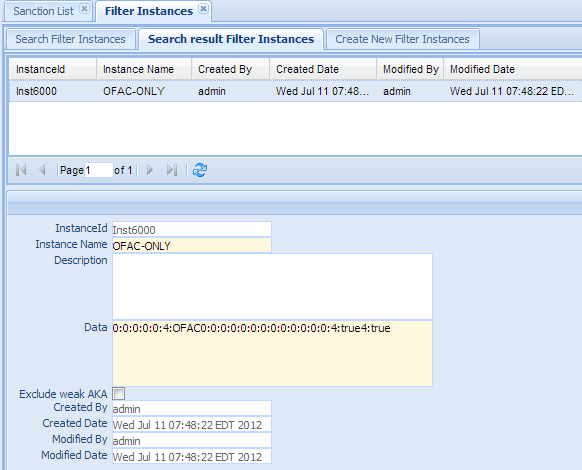 Sanction List Filter Instances
Search Filter Instances Search result Filter Instances Create New Filter Instances
InstanceId Instance Name Created By Created Date Modified By Modified Date
Inst6000 OFAC-ONLY admin Wed Jul 11 07:48... admin Wed Jul 11 07:48:22 ED...
Page 1 of 1
InstanceId Inst6000
Instance Name OFAC-ONLY
Description
Data 0:0:0:0:0:4:OFAC0:0:0:0:0:0:0:0:0:0:0:0:0:4:true4:true
Exclude weak AKA
Created By admin
Created Date Wed Jul 11 07:48:22 EDT 2012
Modified By admin
Modified Date Wed Jul 11 07:48:22 EDT 2012